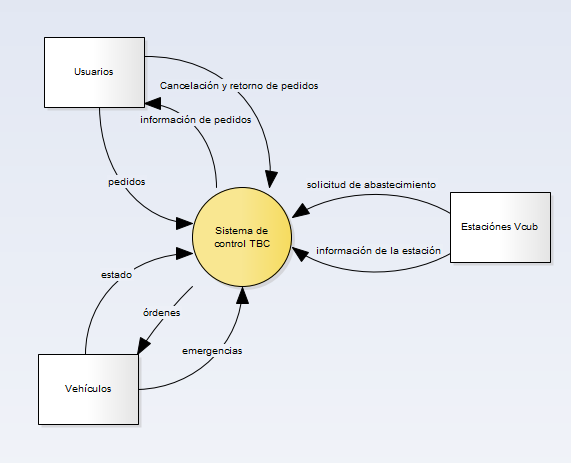 Usuarios
Cancelación y retorno de pedidos
información de pedidos
pedidos
solicitud de abastecimiento
Sistema de
control TBC
Estaciónes Vcub
información de la estación
estado
órdenes
emergencias
Vehículos